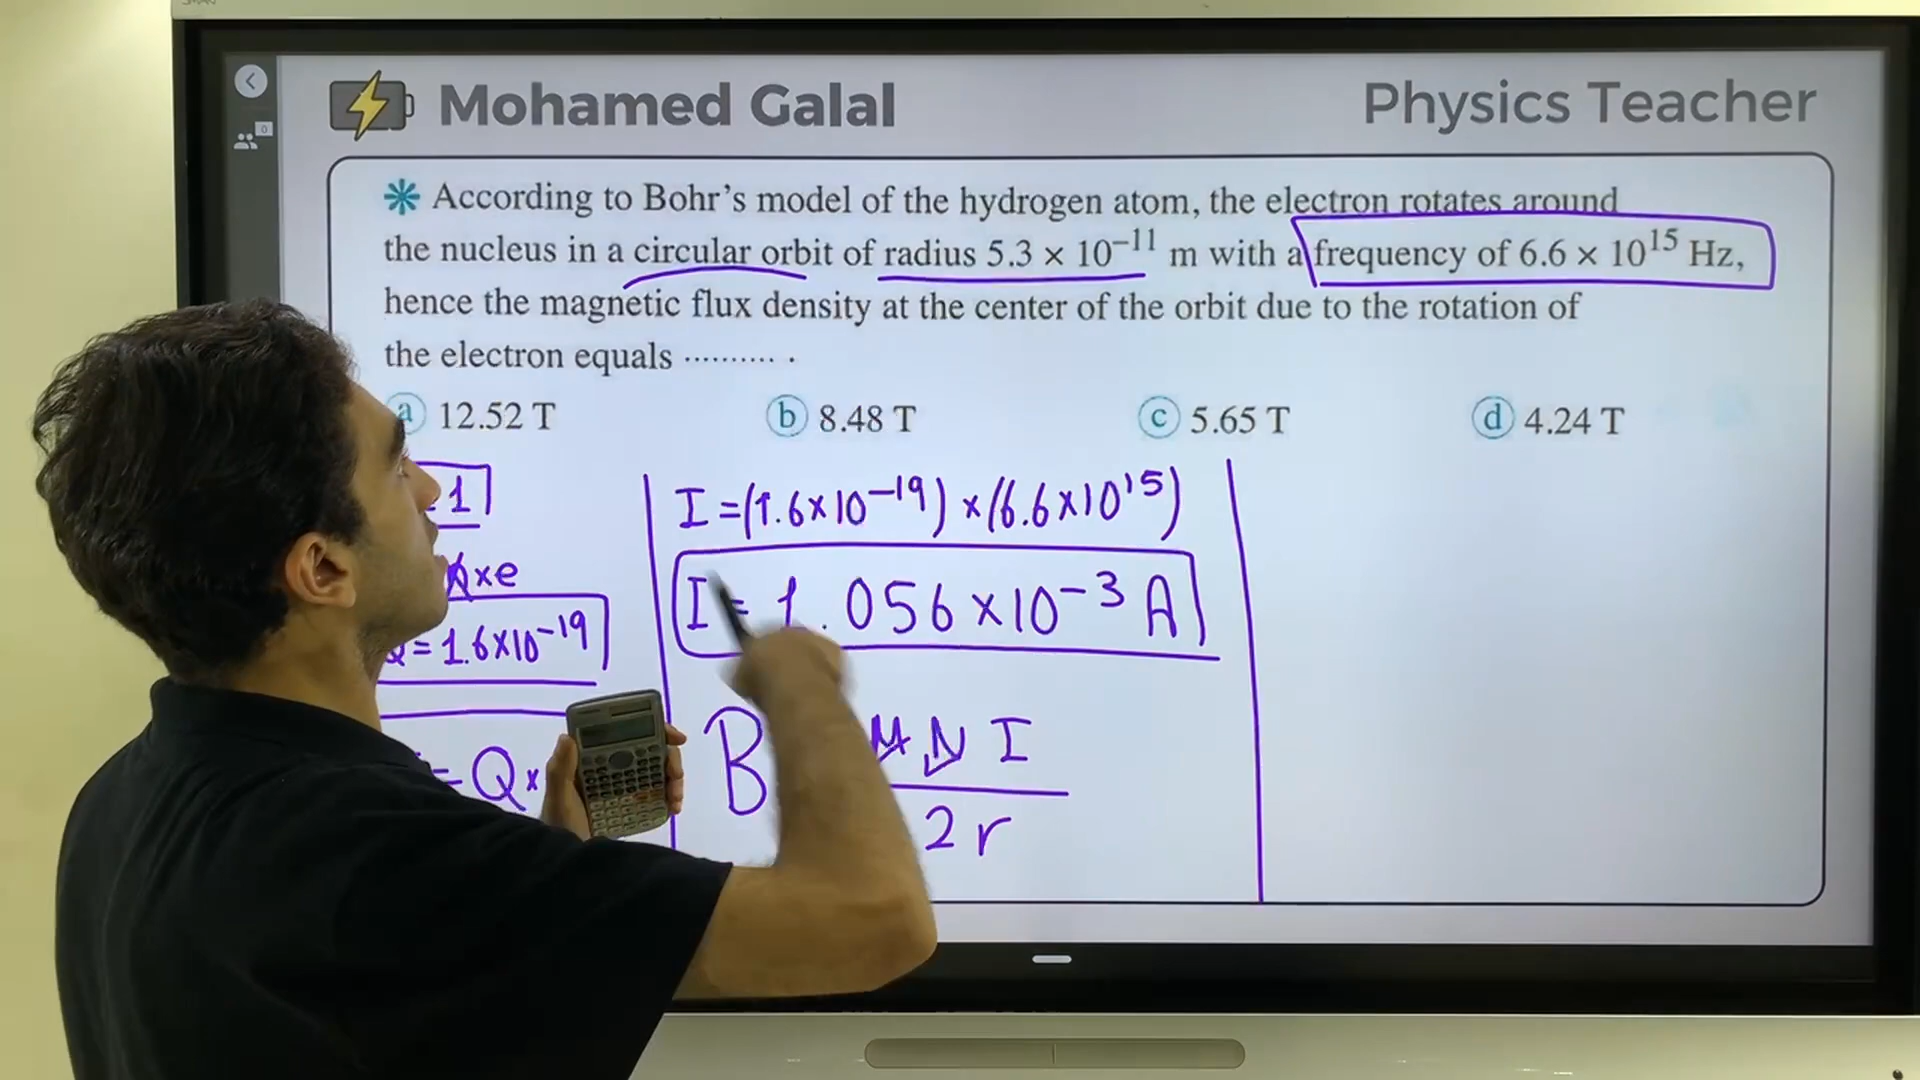 Mohamed Galal
Physics Teacher
0
According to Bohr's model of the hydrogen atom, the electron rotates around
the nucleus in a circular orbit of radius 5.3 × 10⁻¹¹ m with a frequency of 6.6 × 10¹⁵ Hz,
hence the magnetic flux density at the center of the orbit due to the rotation of
the electron equals .......... .
a 12.52 T
b 8.48 T
c 5.65 T
d 4.24 T
1
×e
Q = 1.6×10⁻¹⁹
= Q×
I = (1.6×10⁻¹⁹) × (6.6×10¹⁵)
I = 1.056×10⁻³ A
B
M N I
2 r